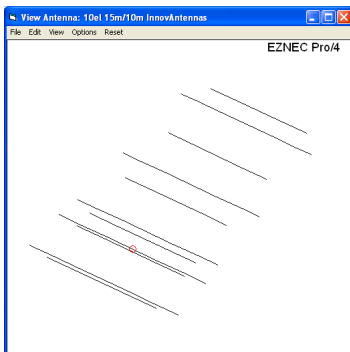 View Antenna: 10el 15m/10m InnovAntennas
File Edit View Options Reset
EZNEC Pro/4